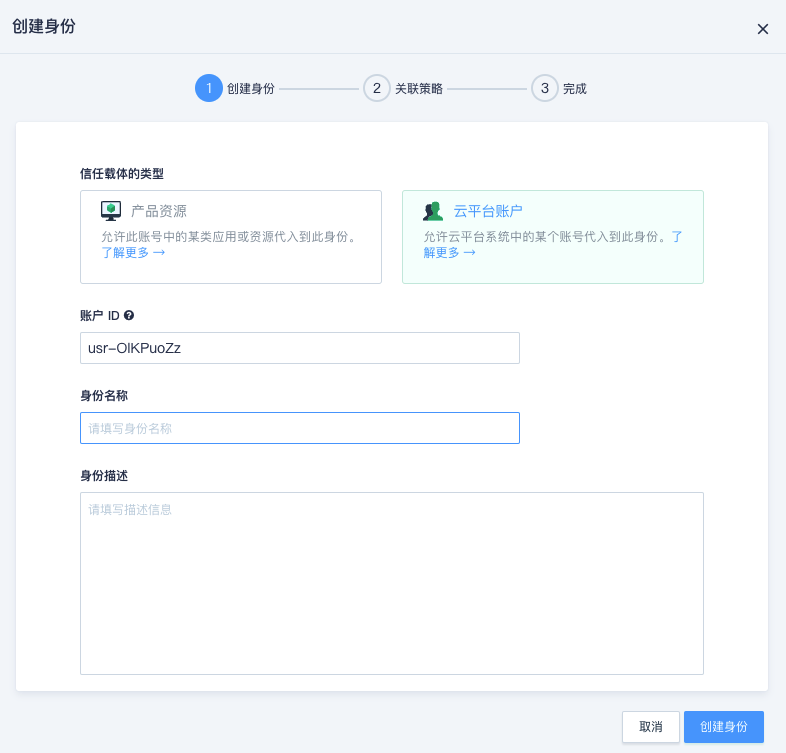 创建身份
1 创建身份 2 关联策略 3 完成
信任载体的类型
产品资源
允许此账号中的某类应用或资源代入到此身份。
了解更多 →
云平台账户
允许云平台系统中的某个账号代入到此身份。了
解更多 →
账户 ID
usr-OlKPuoZz
身份名称
请填写身份名称
身份描述
请填写描述信息
取消 创建身份